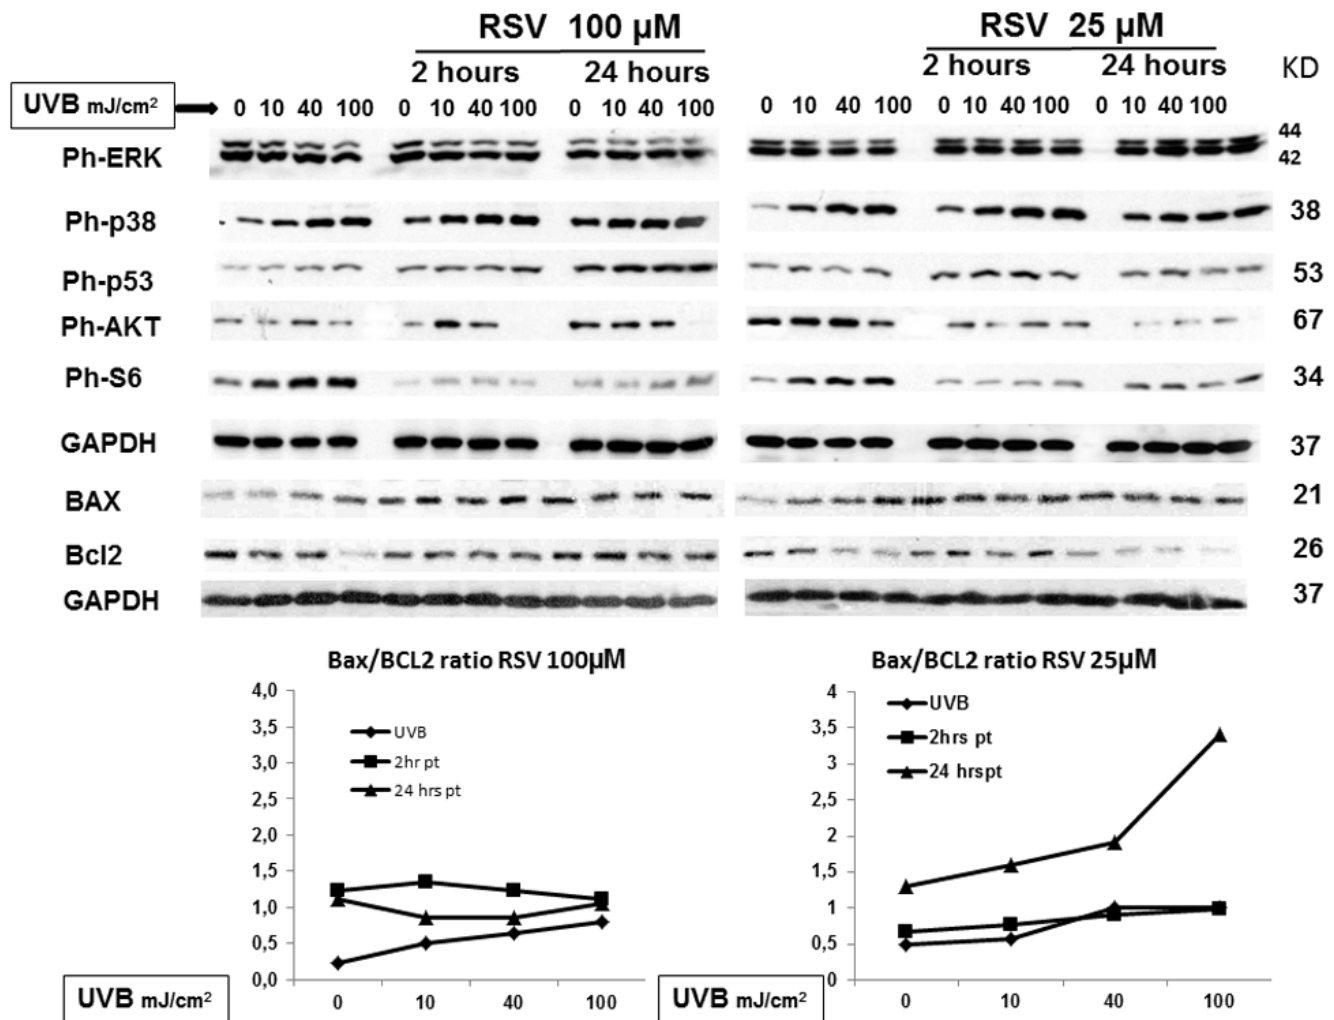 RSV 100 µM RSV 25 µM
2 hours 24 hours 2 hours 24 hours KD
UVB mJ/cm² 0 10 40 100 0 10 40 100 0 10 40 100 0 10 40 100 0 10 40 100 0 10 40 100
Ph-ERK 44
42
Ph-p38 38
Ph-p53 53
Ph-AKT 67
Ph-S6 34
GAPDH 37
BAX 21
Bcl2 26
GAPDH 37
Bax/BCL2 ratio RSV 100µM
4,0
3,5
3,0
2,5
2,0
1,5
1,0
0,5
0,0
UVB
2hr pt
24 hrs pt
0 10 40 100
UVB mJ/cm²
Bax/BCL2 ratio RSV 25µM
4
3,5
3
2,5
2
1,5
1
0,5
0
UVB
2hrs pt
24 hrspt
0 10 40 100
UVB mJ/cm²